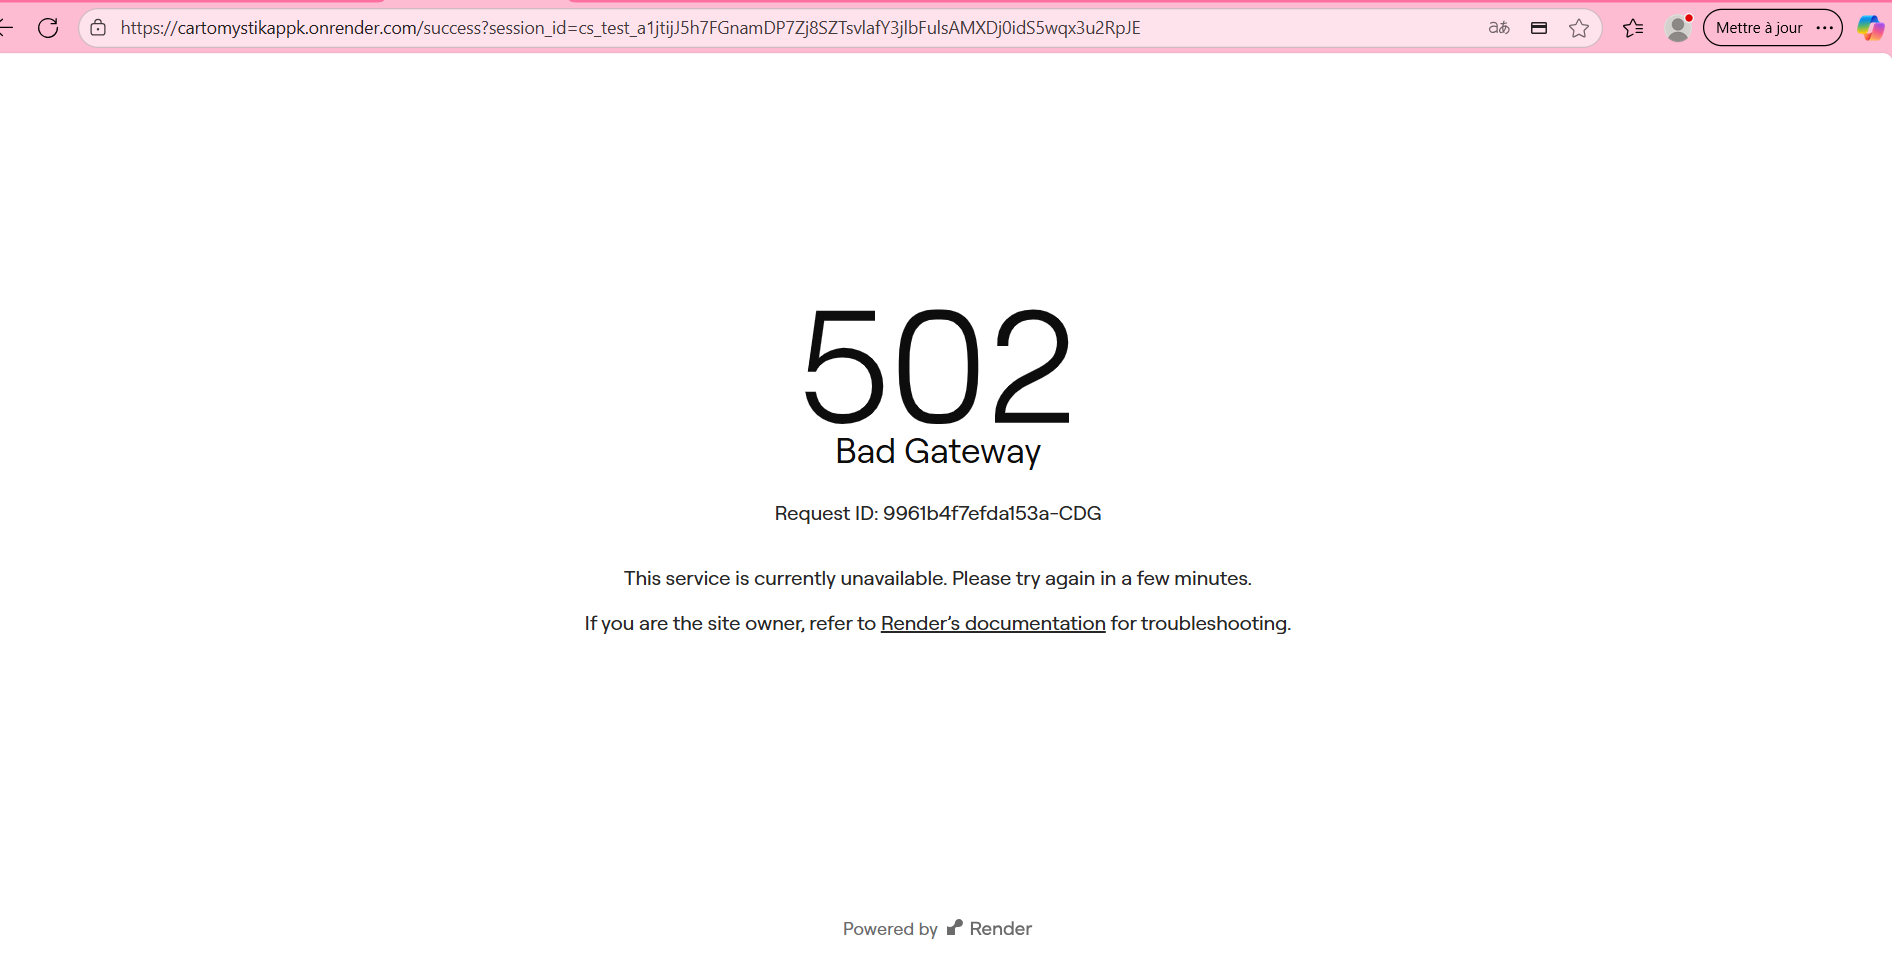 https://cartomystikappk.onrender.com/success?session_id=cs_test_a1jtijJ5h7FGnamDP7Zj8SZTsvlafY3jlbFulsAMXDj0idS5wqx3u2RpJE
aあ
Mettre à jour
502
Bad Gateway
Request ID: 9961b4f7efda153a-CDG
This service is currently unavailable. Please try again in a few minutes.
If you are the site owner, refer to Render’s documentation for troubleshooting.
Powered by Render